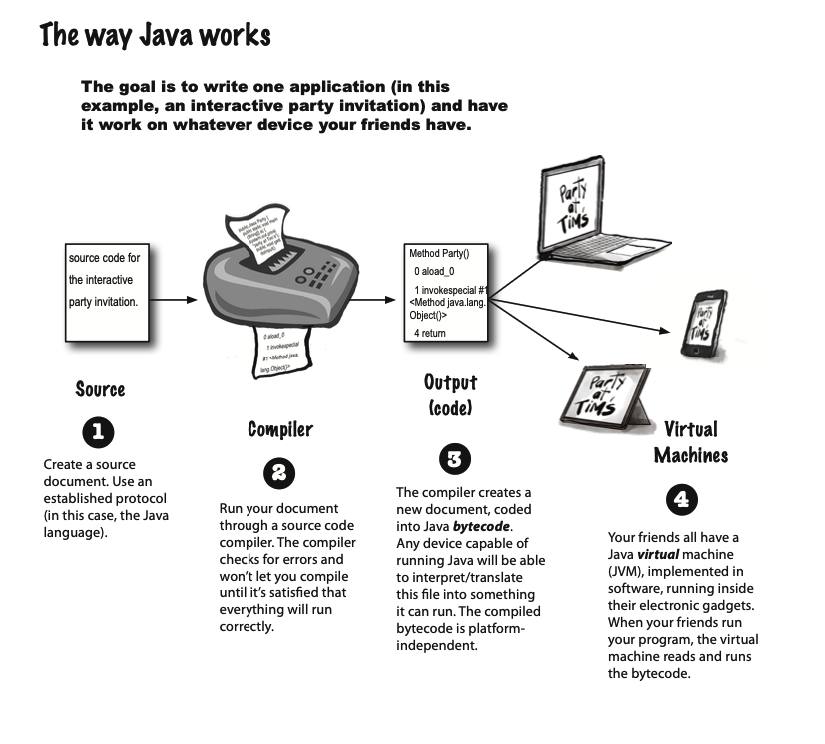 The way Java works
The goal is to write one application (in this
example, an interactive party invitation) and have
it work on whatever device your friends have.
source code for
the interactive
party invitation.
Source
1
Create a source
document. Use an
established protocol
(in this case, the Java
language).
0 aload_0
1 invokespecial
#1 <Method java.
lang.Object()>
Compiler
2
Run your document
through a source code
compiler. The compiler
checks for errors and
won't let you compile
until it's satisfied that
everything will run
correctly.
Method Party()
0 aload_0
1 invokespecial #1
<Method java.lang.
Object()>
4 return
Output
(code)
3
The compiler creates a
new document, coded
into Java bytecode.
Any device capable of
running Java will be able
to interpret/translate
this file into something
it can run. The compiled
bytecode is platform-
independent.
Party
at
TiM's
Party
at
TiM's
Party
at
TiM's
Virtual
Machines
4
Your friends all have a
Java virtual machine
(JVM), implemented in
software, running inside
their electronic gadgets.
When your friends run
your program, the virtual
machine reads and runs
the bytecode.